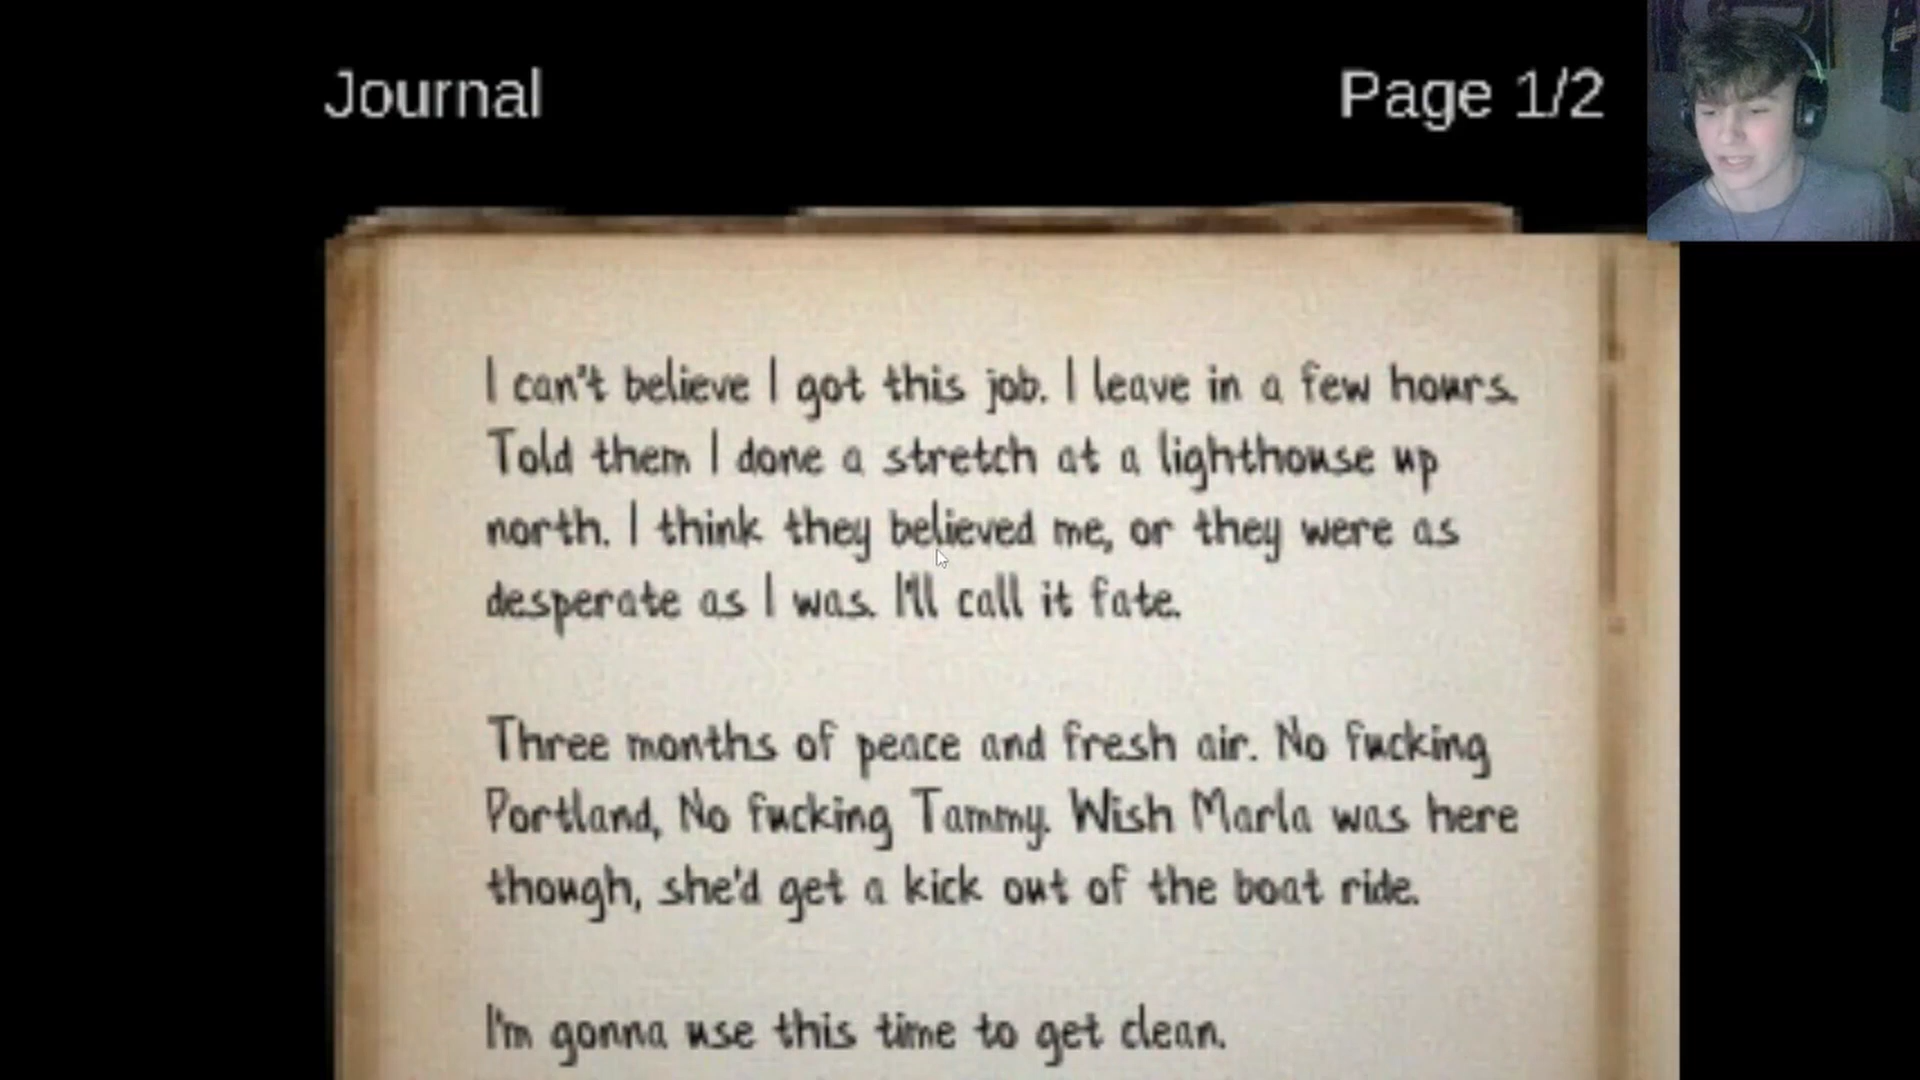 Journal
Page 1/2
I can't believe I got this job. I leave in a few hours.
Told them I done a stretch at a lighthouse up
north. I think they believed me, or they were as
desperate as I was. I'll call it fate.
Three months of peace and fresh air. No fucking
Portland, No fucking Tammy. Wish Marla was here
though, she'd get a kick out of the boat ride.
I'm gonna use this time to get clean.